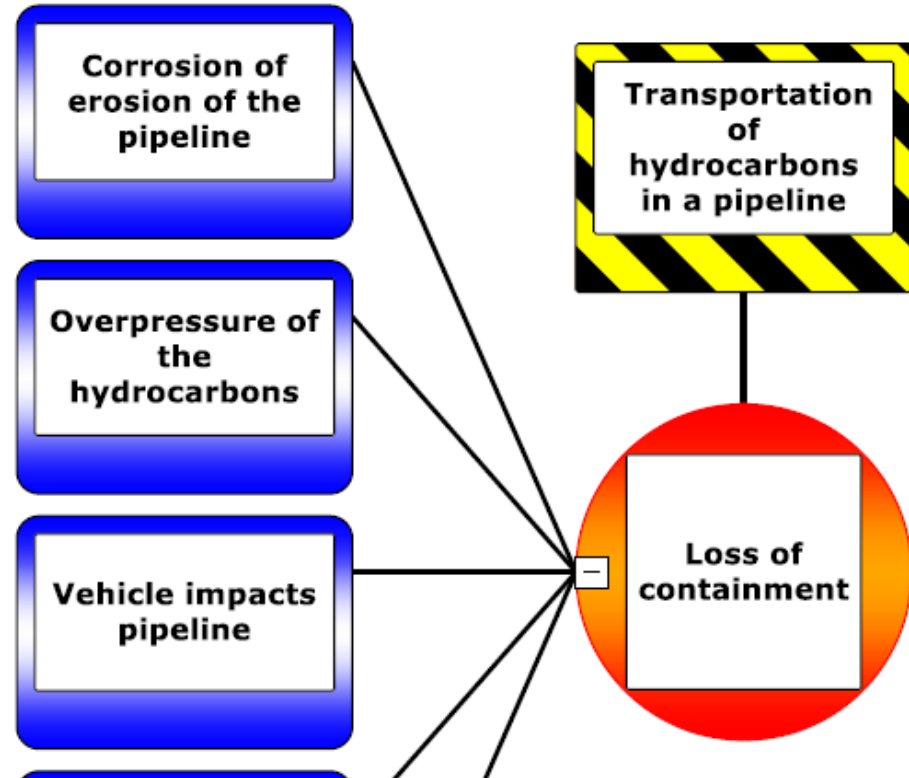 Corrosion of
erosion of the
pipeline
Transportation
of
hydrocarbons
in a pipeline
Overpressure of
the
hydrocarbons
Vehicle impacts
pipeline
Loss of
containment